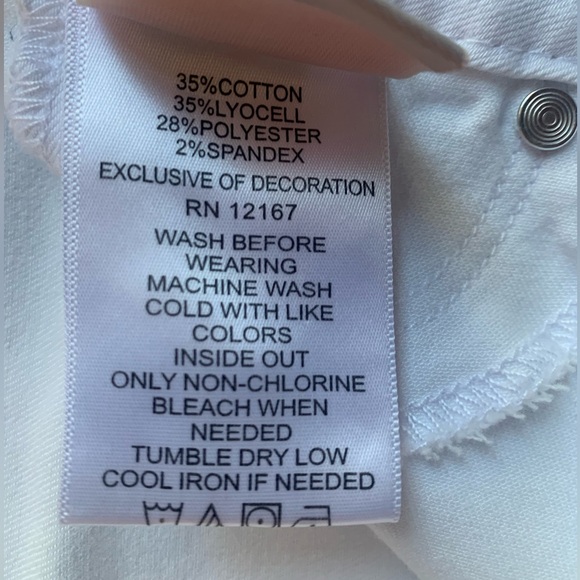 35%COTTON
35%LYOCELL
28%POLYESTER
2%SPANDEX
EXCLUSIVE OF DECORATION
RN 12167
WASH BEFORE
WEARING
MACHINE WASH
COLD WITH LIKE
COLORS
INSIDE OUT
ONLY NON-CHLORINE
BLEACH WHEN
NEEDED
TUMBLE DRY LOW
COOL IRON IF NEEDED